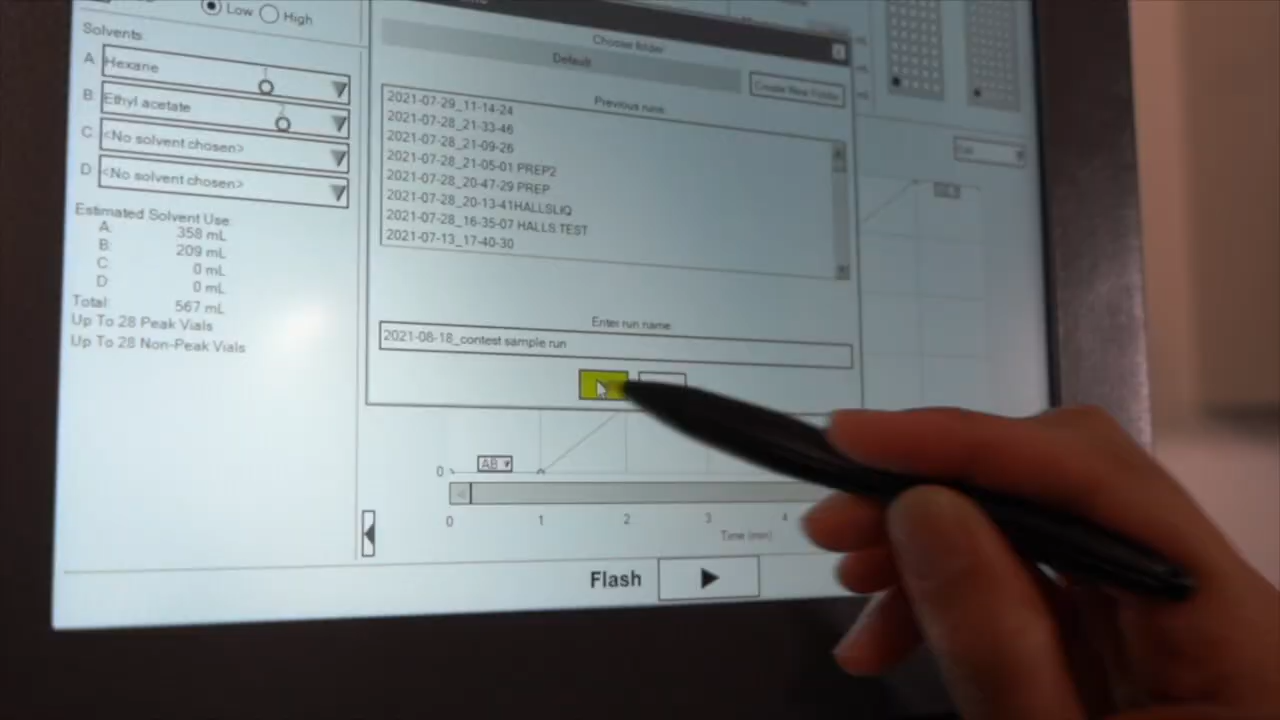 Low
High
Solvents:
A
Hexane
1
B:
Ethyl acetate
2
C:
<No solvent chosen>
D
<No solvent chosen>
Estimated Solvent Use:
A: 358 mL
B: 209 mL
C: 0 mL
D: 0 mL
Total: 567 mL
Up To 28 Peak Vials
Up To 28 Non-Peak Vials
Choose folder
Default
Create New Folder
Previous runs:
2021-07-29_11-14-24
2021-07-28_21-33-46
2021-07-28_21-09-26
2021-07-28_21-05-01 PREP2
2021-07-28_20-47-29 PREP
2021-07-28_20-13-41HALLSLIQ
2021-07-28_16-35-07 HALLS TEST
2021-07-13_17-40-30
Enter run name:
2021-08-18_contest sample run
0
AB
0 1 2 3 4
Time (min)
Flash